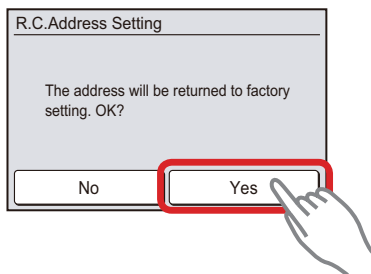 R.C.Address Setting
The address will be returned to factory
setting. OK?
No
Yes